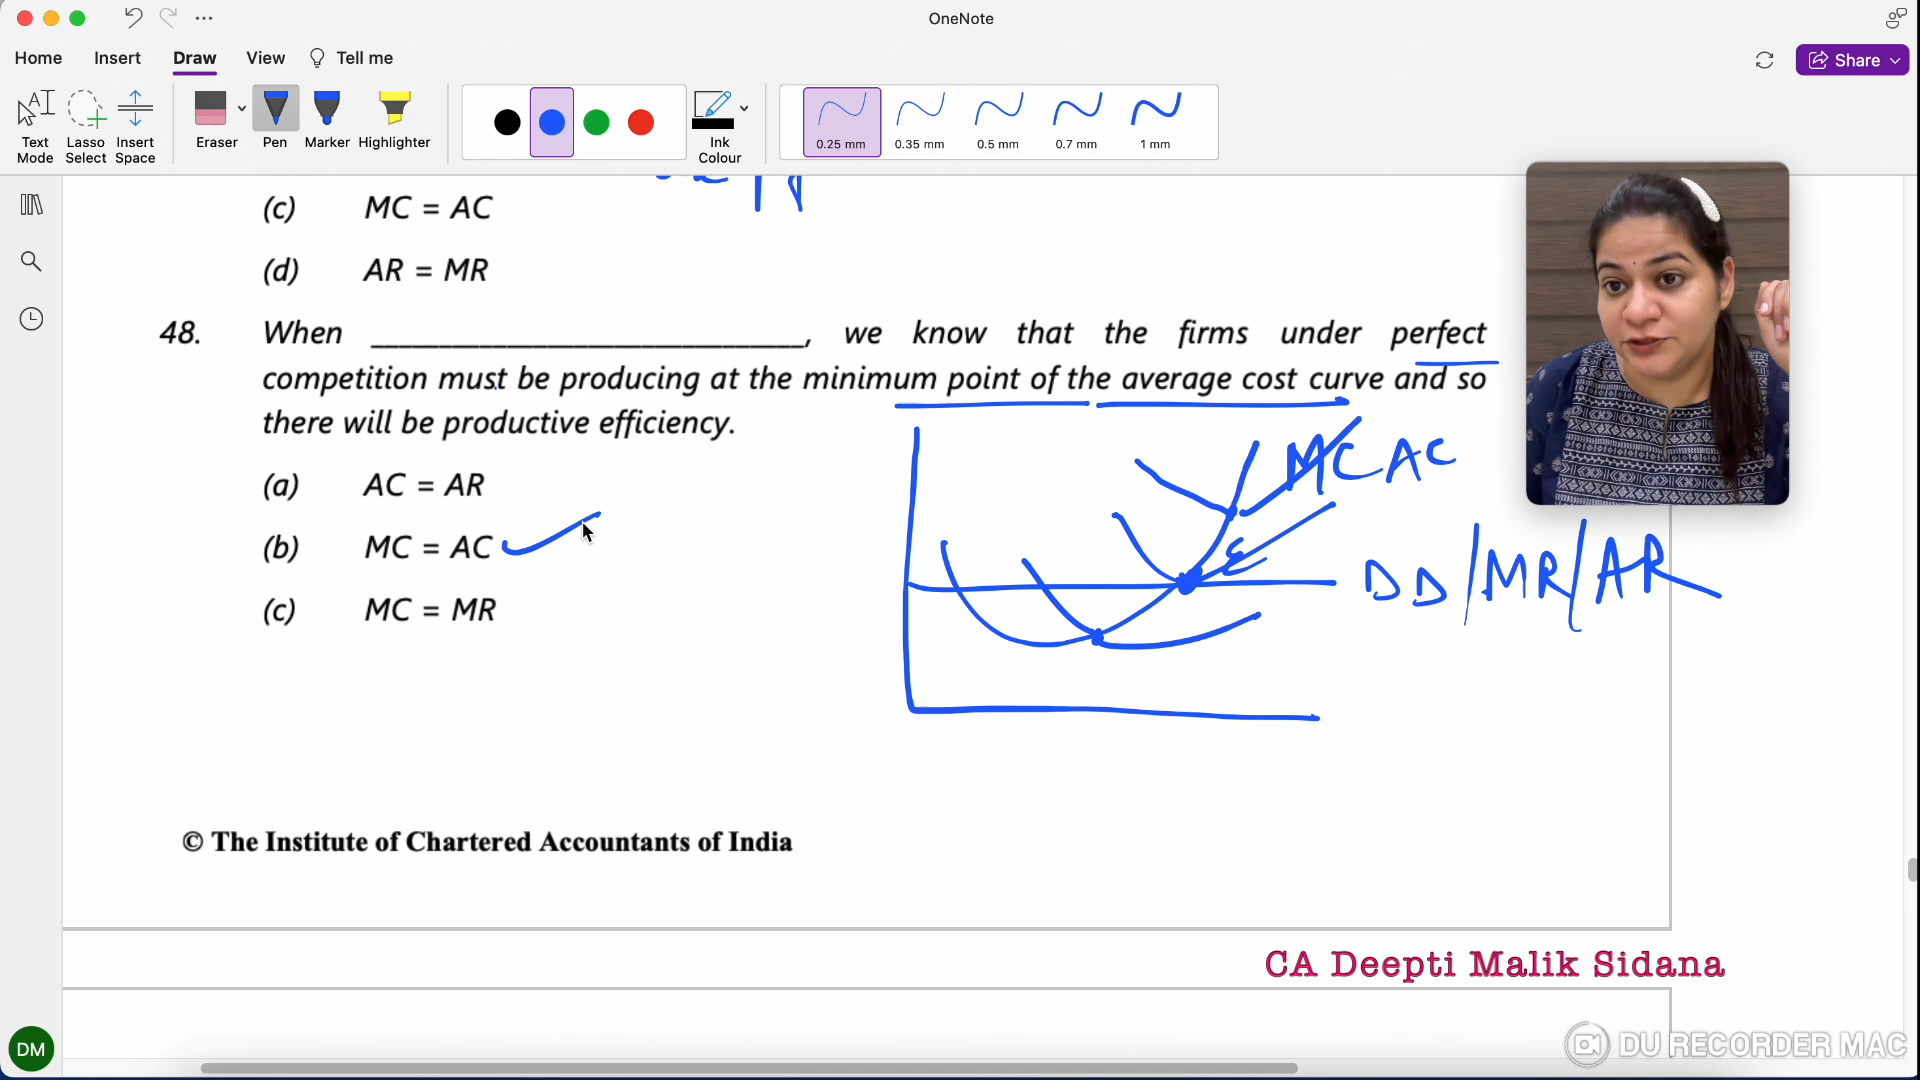 OneNote
Home Insert Draw View Tell me
Share
Text Mode
Lasso Select
Insert Space
Eraser
Pen
Marker
Highlighter
Ink Colour
0.25 mm
0.35 mm
0.5 mm
0.7 mm
1 mm
(c) MC = AC
(d) AR = MR
48. When ____________________________, we know that the firms under perfect
competition must be producing at the minimum point of the average cost curve and so
there will be productive efficiency.
(a) AC = AR
(b) MC = AC
(c) MC = MR
MC AC
E
DD/MR/AR
© The Institute of Chartered Accountants of India
CA Deepti Malik Sidana
DM
DU RECORDER MAC